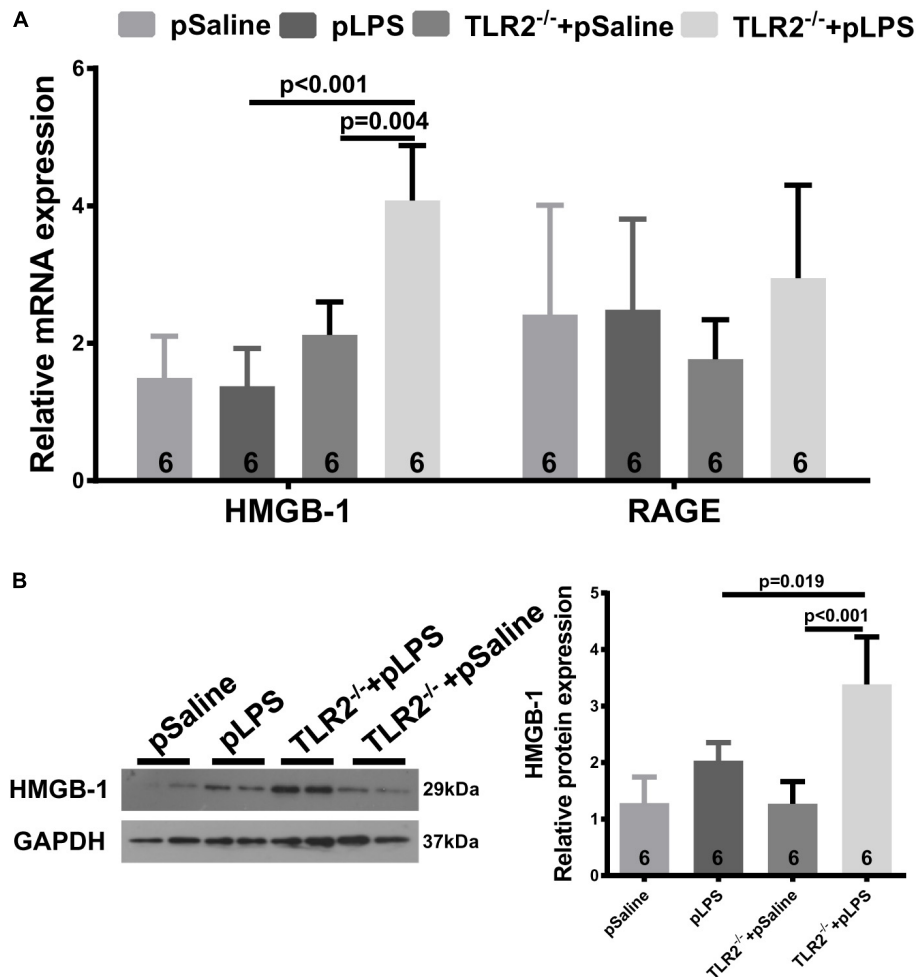 A
pSaline pLPS TLR2-/-+pSaline TLR2-/-+pLPS
Relative mRNA expression
6
4
2
0
p<0.001
p=0.004
6 6 6 6 6 6 6 6
HMGB-1 RAGE
B
pSaline pLPS TLR2-/-+pLPS TLR2-/-+pSaline
HMGB-1 29kDa
GAPDH 37kDa
HMGB-1
Relative protein expression
5
4
3
2
1
0
p=0.019
p<0.001
6 6 6 6
pSaline pLPS TLR2-/-+pSaline TLR2-/-+pLPS